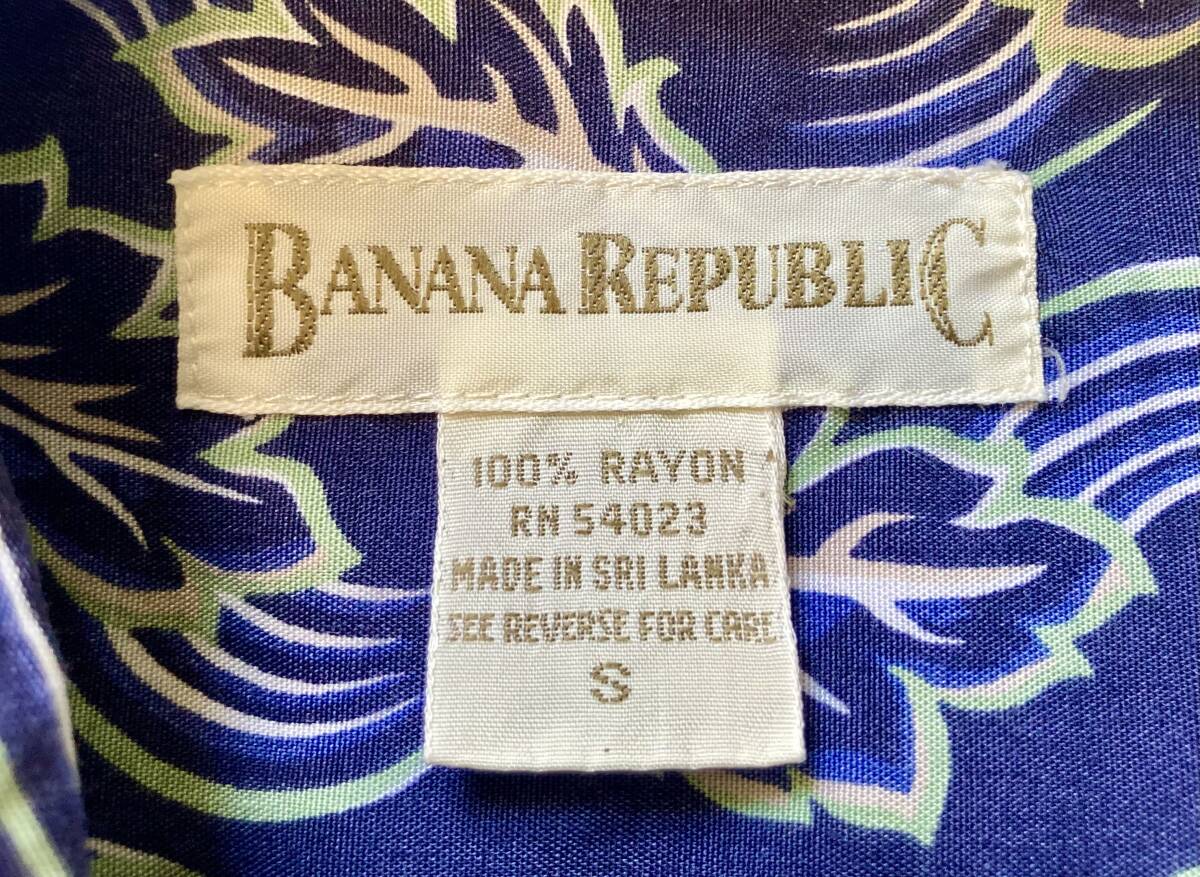 BANANA REPUBLIC
100% RAYON
RN 54023
MADE IN SRI LANKA
SEE REVERSE FOR CARE
S